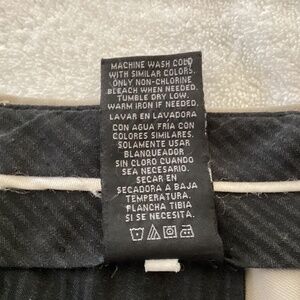 MACHINE WASH COLD
WITH SIMILAR COLORS.
ONLY NON-CHLORINE
BLEACH WHEN NEEDED.
TUMBLE DRY LOW.
WARM IRON IF NEEDED.
LAVAR EN LAVADORA
CON AGUA FRÍA CON
COLORES SIMILARES.
SOLAMENTE USAR
BLANQUEADOR
SIN CLORO CUANDO
SEA NECESARIO.
SECAR EN
SECADORA A BAJA
TEMPERATURA.
PLANCHA TIBIA
SI SE NECESITA.